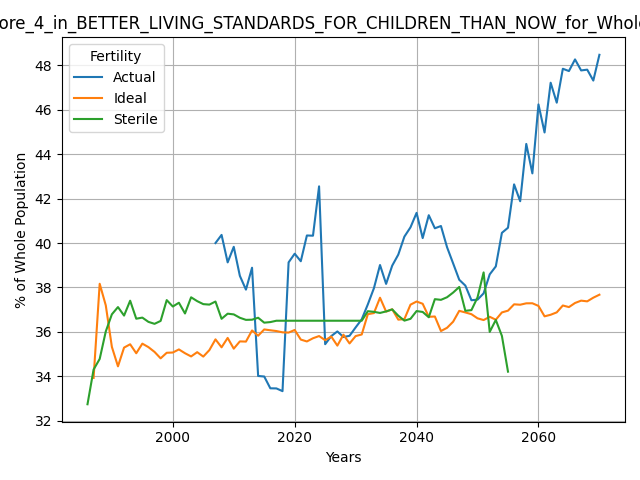 ore_4_in_BETTER_LIVING_STANDARDS_FOR_CHILDREN_THAN_NOW_for_Whole
Fertility
Actual
Ideal
Sterile
% of Whole Population
48
46
44
42
40
38
36
34
32
2000
2020
2040
2060
Years